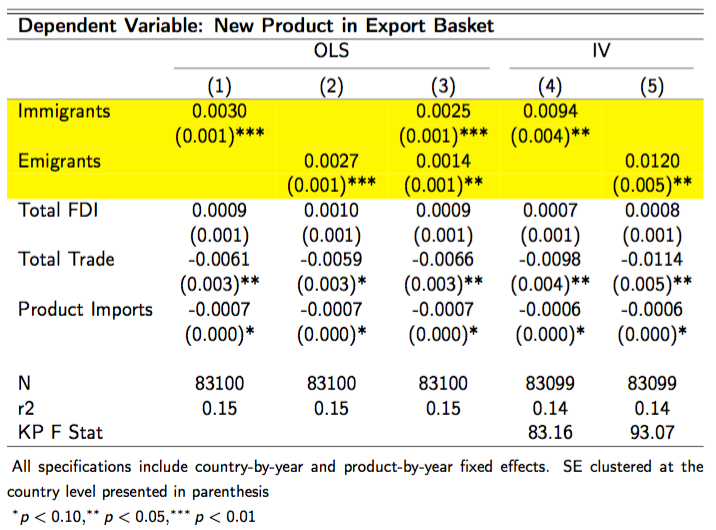 Dependent Variable: New Product in Export Basket
OLS IV
(1) (2) (3) (4) (5)
Immigrants 0.0030 0.0025 0.0094
(0.001)*** (0.001)*** (0.004)**
Emigrants 0.0027 0.0014 0.0120
(0.001)*** (0.001)** (0.005)**
Total FDI 0.0009 0.0010 0.0009 0.0007 0.0008
(0.001) (0.001) (0.001) (0.001) (0.001)
Total Trade -0.0061 -0.0059 -0.0066 -0.0098 -0.0114
(0.003)** (0.003)* (0.003)** (0.004)** (0.005)**
Product Imports -0.0007 -0.0007 -0.0007 -0.0006 -0.0006
(0.000)* (0.000)* (0.000)* (0.000)* (0.000)*
N 83100 83100 83100 83099 83099
r2 0.15 0.15 0.15 0.14 0.14
KP F Stat 83.16 93.07
All specifications include country-by-year and product-by-year fixed effects. SE clustered at the
country level presented in parenthesis
*p < 0.10,** p < 0.05,*** p < 0.01